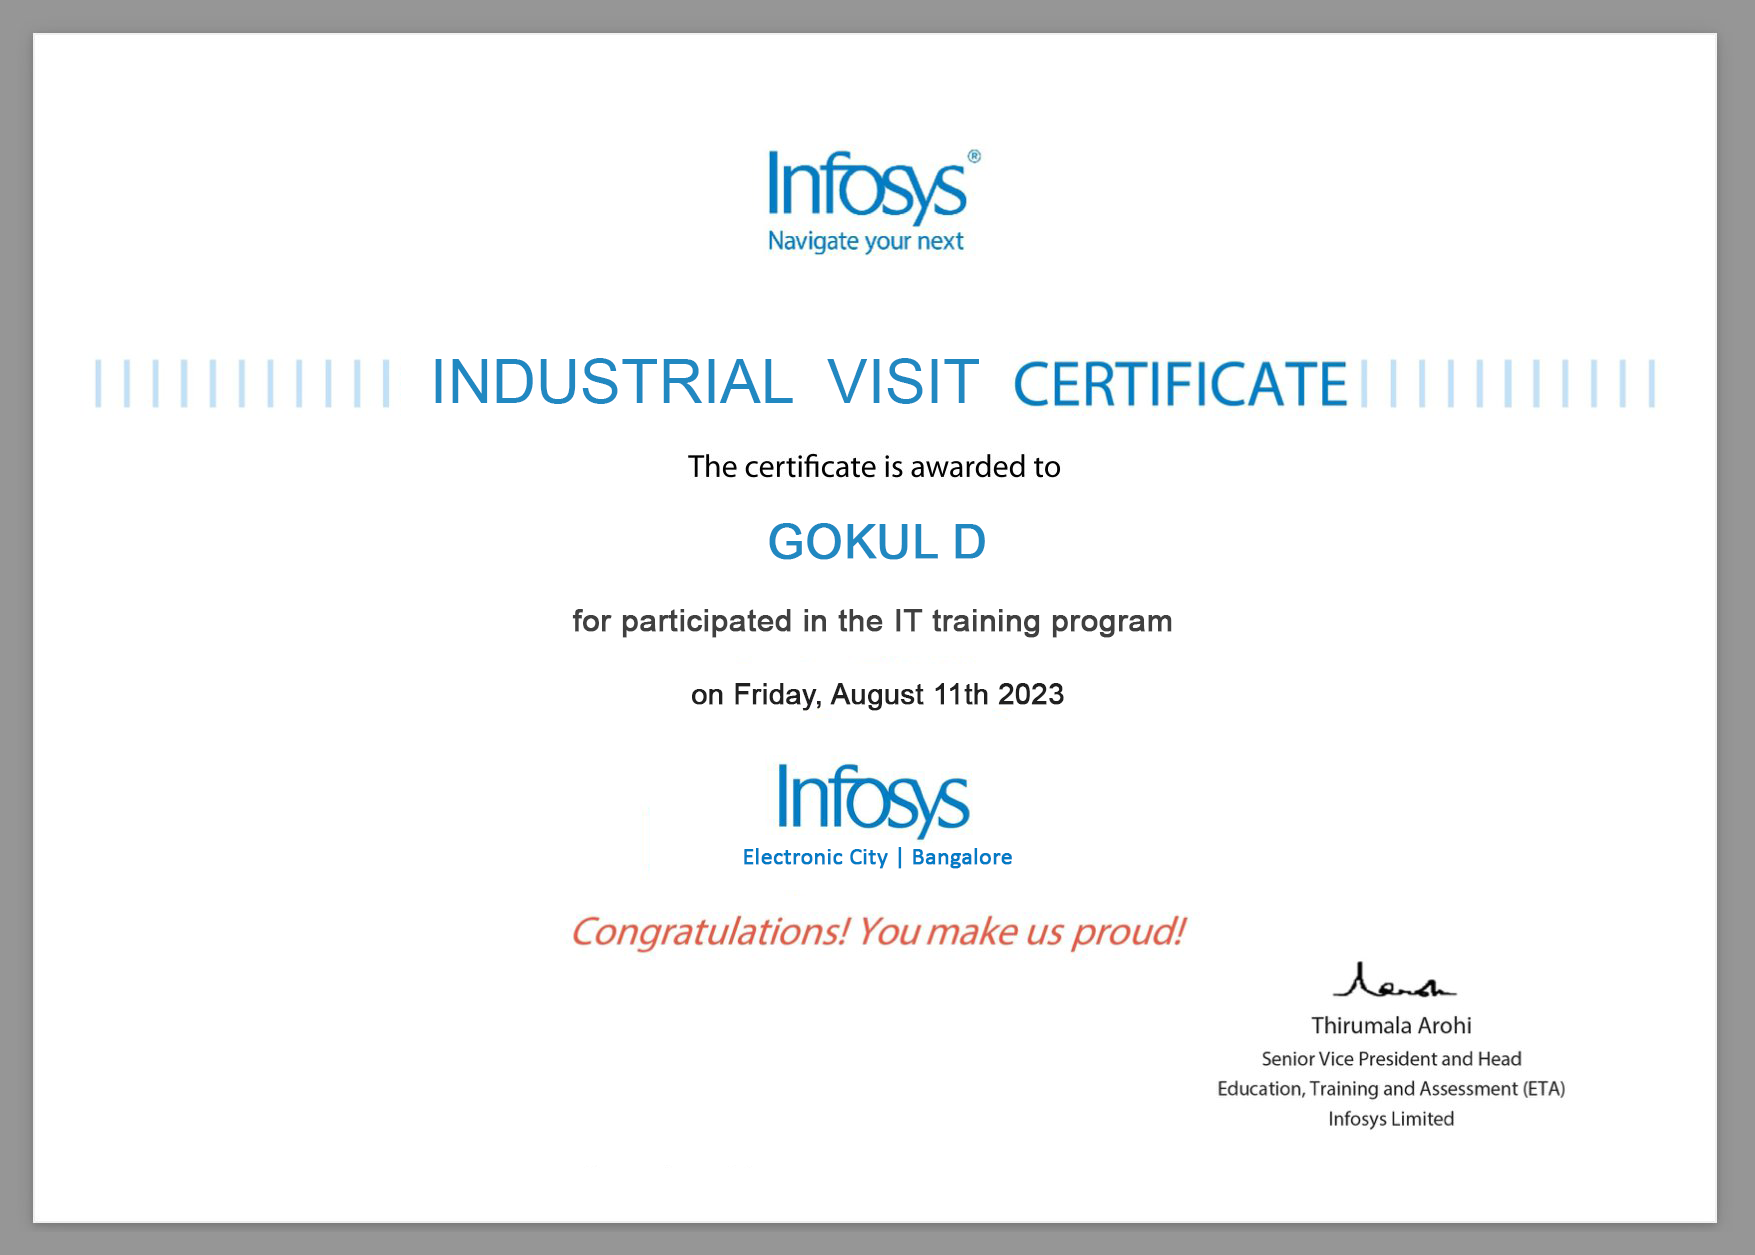 Infosys®
Navigate your next
INDUSTRIAL VISIT CERTIFICATE
The certificate is awarded to
GOKUL D
for participated in the IT training program
on Friday, August 11th 2023
Infosys
Electronic City | Bangalore
Congratulations! You make us proud!
Thirumala Arohi
Senior Vice President and Head
Education, Training and Assessment (ETA)
Infosys Limited